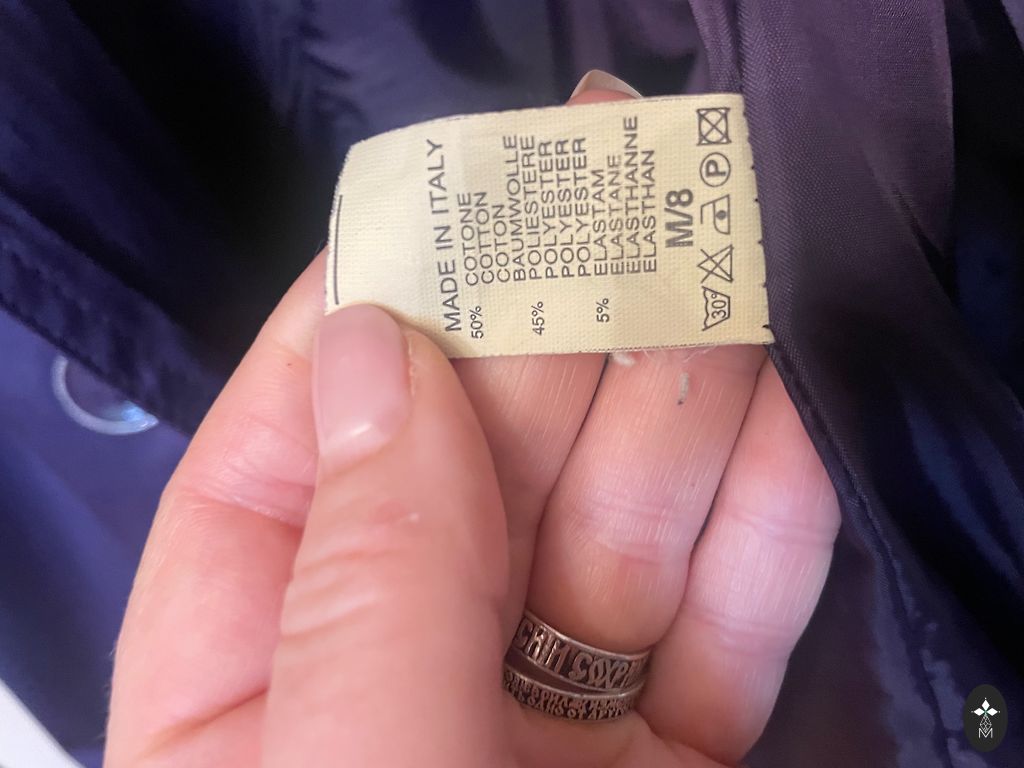 MADE IN ITALY
50% COTONE
COTTON
COTON
BAUMWOLLE
45% POLIESTERE
POLYESTER
POLYESTER
POLYESTER
5% ELASTAM
ELASTANE
ELASTHANNE
ELASTHAN
M/8
30° P
M